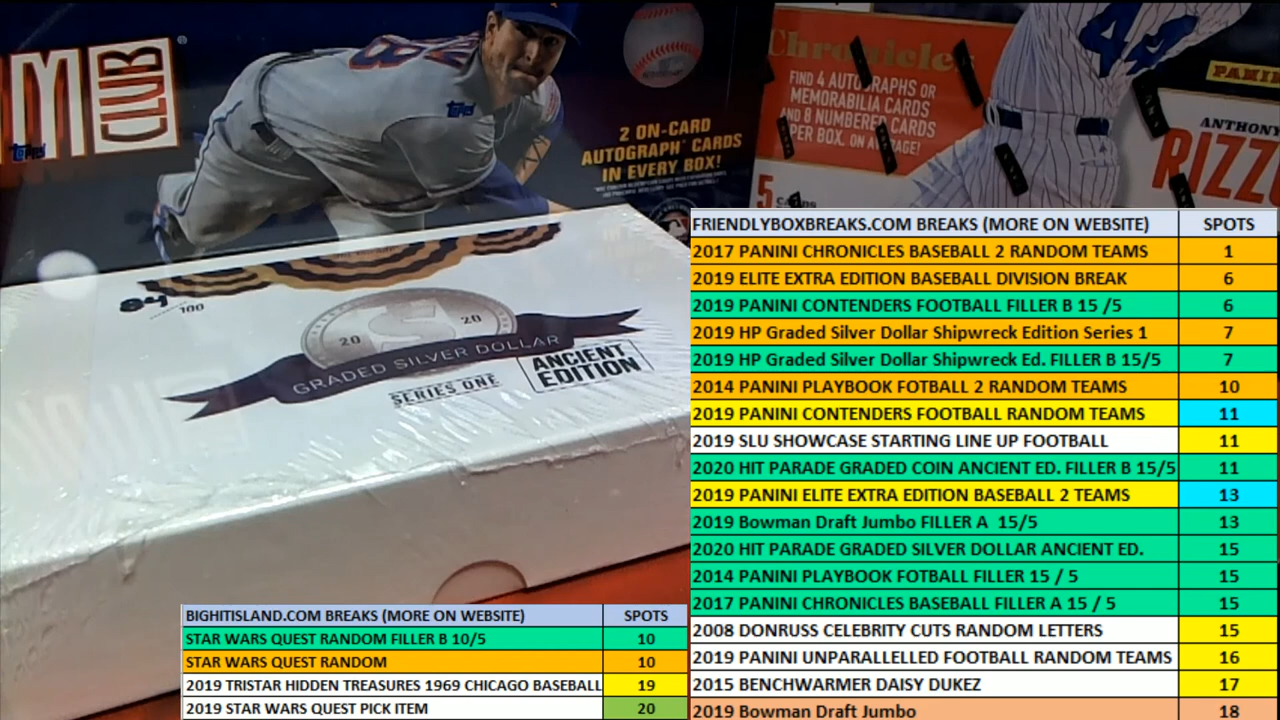 M CLUB ®
Topps
8
Topps
2 ON-CARD
AUTOGRAPH CARDS
IN EVERY BOX!
Chronicles
FIND 4 AUTOGRAPHS OR
MEMORABILIA CARDS
AND 8 NUMBERED CARDS
PER BOX, ON AVERAGE!
5 Cards
44
PANINI
ANTHONY
RIZZO
84
100
20 20
GRADED SILVER DOLLAR
SERIES ONE
ANCIENT
EDITION
FRIENDLYBOXBREAKS.COM BREAKS (MORE ON WEBSITE) SPOTS
2017 PANINI CHRONICLES BASEBALL 2 RANDOM TEAMS 1
2019 ELITE EXTRA EDITION BASEBALL DIVISION BREAK 6
2019 PANINI CONTENDERS FOOTBALL FILLER B 15 /5 6
2019 HP Graded Silver Dollar Shipwreck Edition Series 1 7
2019 HP Graded Silver Dollar Shipwreck Ed. FILLER B 15/5 7
2014 PANINI PLAYBOOK FOTBALL 2 RANDOM TEAMS 10
2019 PANINI CONTENDERS FOOTBALL RANDOM TEAMS 11
2019 SLU SHOWCASE STARTING LINE UP FOOTBALL 11
2020 HIT PARADE GRADED COIN ANCIENT ED. FILLER B 15/5 11
2019 PANINI ELITE EXTRA EDITION BASEBALL 2 TEAMS 13
2019 Bowman Draft Jumbo FILLER A 15/5 13
2020 HIT PARADE GRADED SILVER DOLLAR ANCIENT ED. 15
2014 PANINI PLAYBOOK FOTBALL FILLER 15 / 5 15
2017 PANINI CHRONICLES BASEBALL FILLER A 15 / 5 15
2008 DONRUSS CELEBRITY CUTS RANDOM LETTERS 15
2019 PANINI UNPARALLELLED FOOTBALL RANDOM TEAMS 16
2015 BENCHWARMER DAISY DUKEZ 17
2019 Bowman Draft Jumbo 18
BIGHITISLAND.COM BREAKS (MORE ON WEBSITE) SPOTS
STAR WARS QUEST RANDOM FILLER B 10/5 10
STAR WARS QUEST RANDOM 10
2019 TRISTAR HIDDEN TREASURES 1969 CHICAGO BASEBALL 19
2019 STAR WARS QUEST PICK ITEM 20